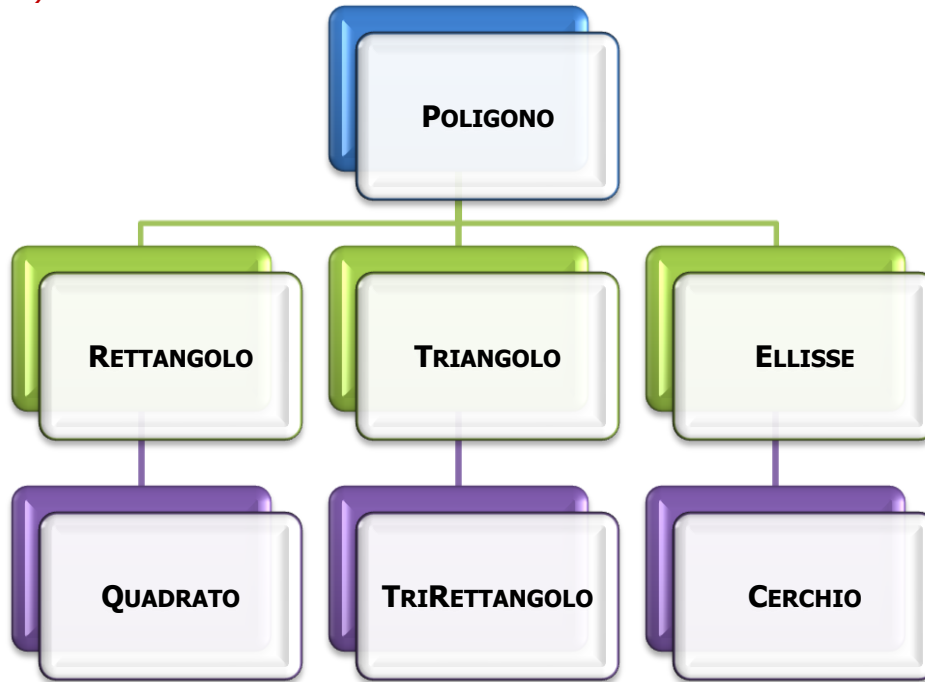 POLIGONO
RETTANGOLO
TRIANGOLO
ELLISSE
QUADRATO
TRIRETTANGOLO
CERCHIO